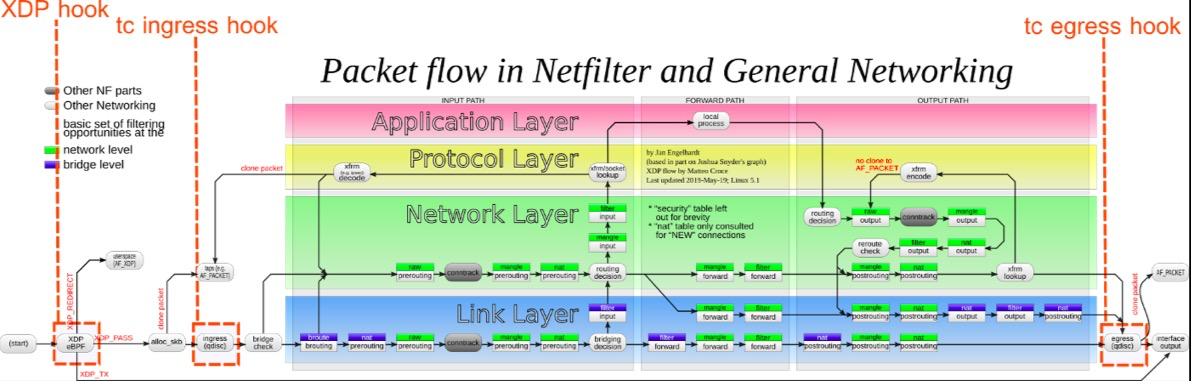 XDP hook
tc ingress hook
tc egress hook
Packet flow in Netfilter and General Networking
Other NF parts
Other Networking
basic set of filtering
opportunities at the
network level
bridge level
INPUT PATH
FORWARD PATH
OUTPUT PATH
Application Layer
local
process
Protocol Layer
clone packet
xfrm
decode
xfrm/socket
lookup
by Jan Engelhardt
(based in part on Joshua Snyder's graph)
XDP flow by Matteo Croce
Last updated 2019-May-19; Linux 5.1
no clone to
AF_PACKET
xfrm
encode
Network Layer
filter
input
mangle
input
* "security" table left
out for brevity
* "nat" table only consulted
for "NEW" connections
routing
decision
raw
output
conntrack
mangle
output
reroute
check
filter
output
nat
output
userspace
(AF_XDP)
taps (e.g.
AF_PACKET)
raw
prerouting
conntrack
mangle
prerouting
nat
prerouting
routing
decision
mangle
forward
filter
forward
mangle
postrouting
nat
postrouting
xfrm
lookup
AF_PACKET
XDP_REDIRECT
clone packet
clone packet
Link Layer
filter
input
mangle
forward
filter
forward
mangle
postrouting
nat
postrouting
nat
output
filter
output
nat
postrouting
(start)
XDP
eBPF
XDP_PASS
alloc_skb
ingress
(qdisc)
bridge
check
broute
brouting
nat
prerouting
raw
prerouting
conntrack
mangle
prerouting
nat
prerouting
bridging
decision
filter
forward
mangle
forward
filter
forward
nat
postrouting
mangle
postrouting
nat
postrouting
egress
(qdisc)
interface
output
XDP_TX